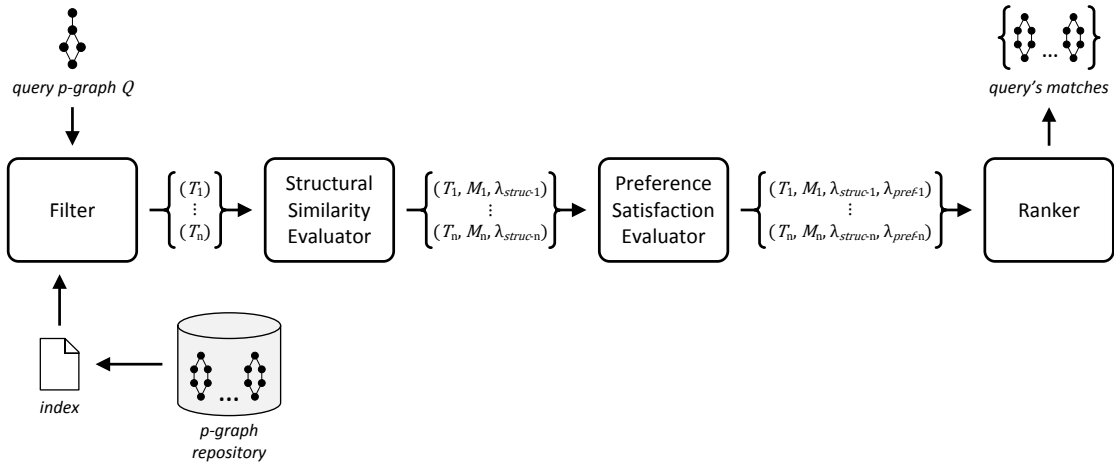 query p-graph Q
query's matches
{ ... }
Filter
{(T₁)
⋮
(Tₙ)}
Structural
Similarity
Evaluator
{(T₁, M₁, λstruc-1)
⋮
(Tₙ, Mₙ, λstruc-n)}
Preference
Satisfaction
Evaluator
{(T₁, M₁, λstruc-1, λpref-1)
⋮
(Tₙ, Mₙ, λstruc-n, λpref-n)}
Ranker
index
...
p-graph
repository